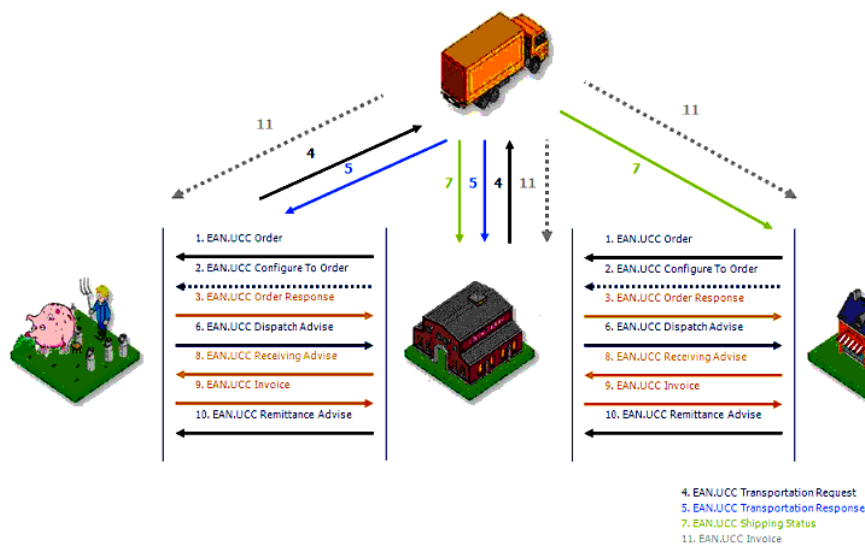 11
11
4
5
7
7
5
4
11
1. EAN.UCC Order
2. EAN.UCC Configure To Order
3. EAN.UCC Order Response
6. EAN.UCC Dispatch Advise
8. EAN.UCC Receiving Advise
9. EAN.UCC Invoice
10. EAN.UCC Remittance Advise
1. EAN.UCC Order
2. EAN.UCC Configure To Order
3. EAN.UCC Order Response
6. EAN.UCC Dispatch Advise
8. EAN.UCC Receiving Advise
9. EAN.UCC Invoice
10. EAN.UCC Remittance Advise
4. EAN.UCC Transportation Request
5. EAN.UCC Transportation Response
7. EAN.UCC Shipping Status
11. EAN.UCC Invoice